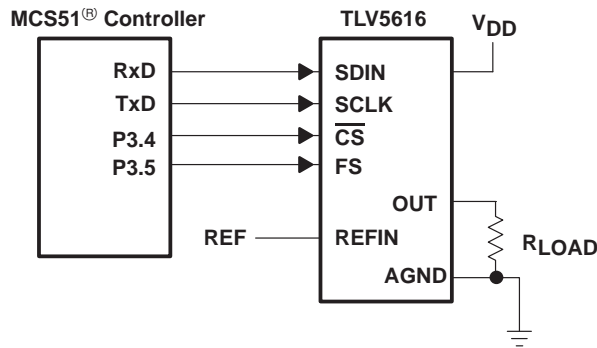 MCS51® Controller
TLV5616
VDD
RxD
SDIN
TxD
SCLK
P3.4
CS
P3.5
FS
OUT
REF
REFIN
RLOAD
AGND